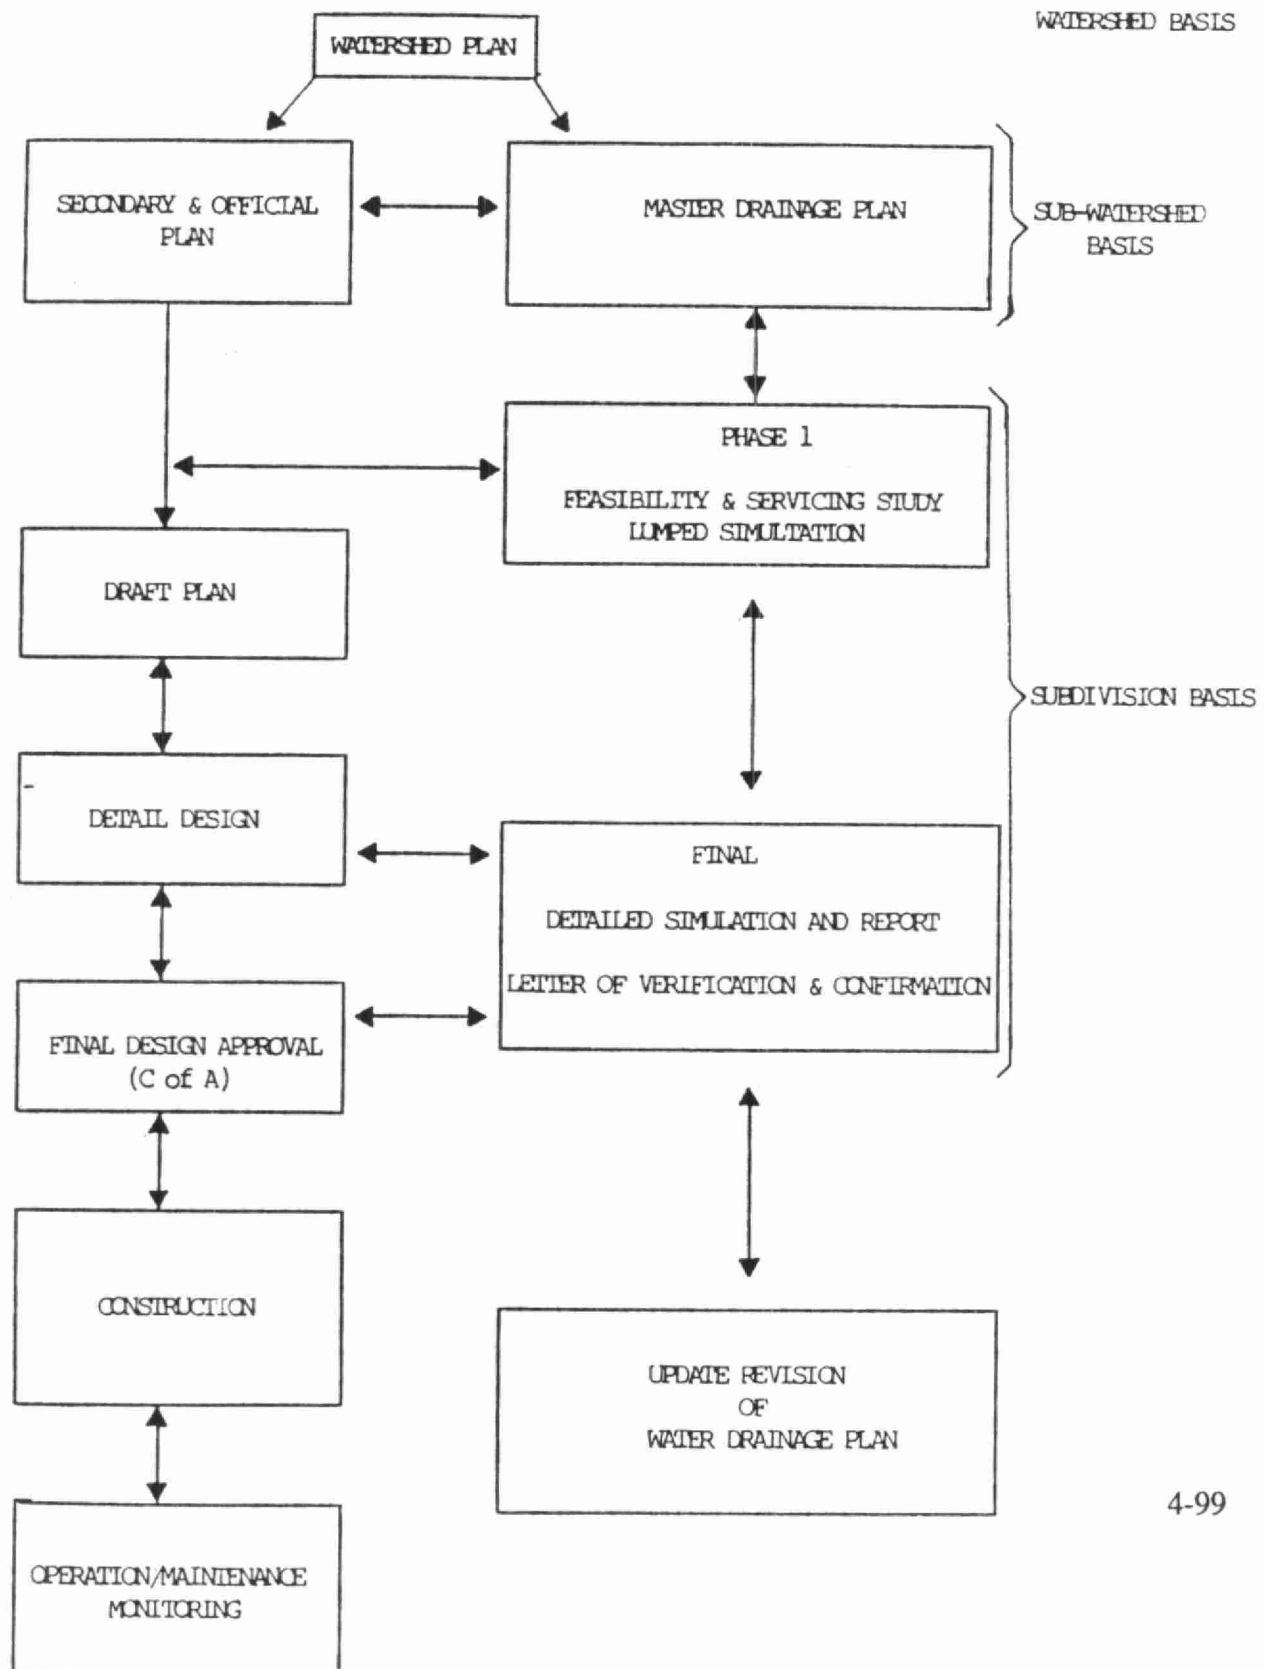 WATERSHED BASIS
WATERSHED PLAN
SECONDARY & OFFICIAL
PLAN
MASTER DRAINAGE PLAN
SUB-WATERSHED
BASIS
PHASE 1
FEASIBILITY & SERVICING STUDY
LUMPED SIMULTATION
DRAFT PLAN
SUBDIVISION BASIS
DETAIL DESIGN
FINAL
DETAILED SIMULATION AND REPORT
LETTER OF VERIFICATION & CONFIRMATION
FINAL DESIGN APPROVAL
(C of A)
CONSTRUCTION
UPDATE REVISION
OF
WATER DRAINAGE PLAN
4-99
OPERATION/MAINTENANCE
MONITORING